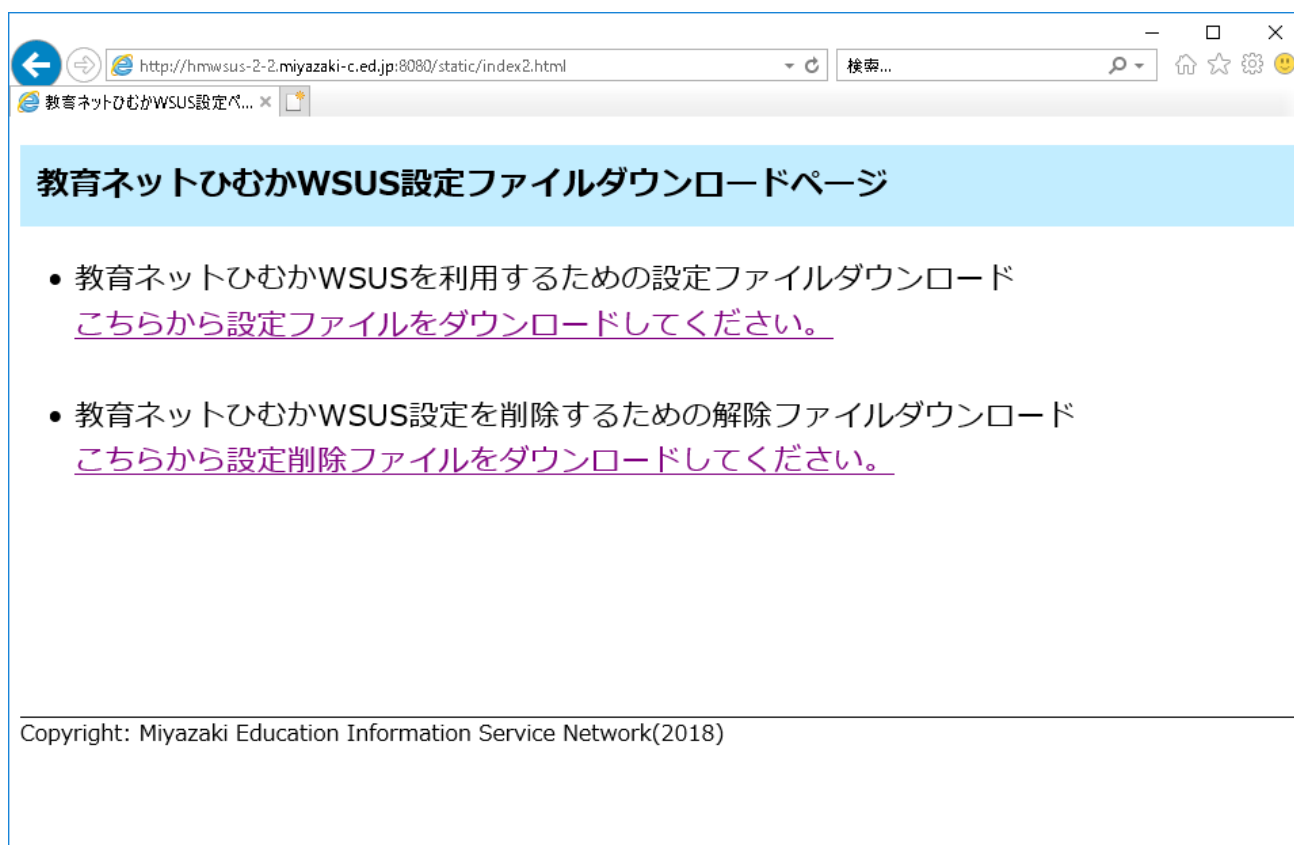 http://hmwsus-2-2.miyazaki-c.ed.jp:8080/static/index2.html
検索...
教育ネットひむかWSUS設定ペ...
教育ネットひむかWSUS設定ファイルダウンロードページ
• 教育ネットひむかWSUSを利用するための設定ファイルダウンロード
こちらから設定ファイルをダウンロードしてください。
• 教育ネットひむかWSUS設定を削除するための解除ファイルダウンロード
こちらから設定削除ファイルをダウンロードしてください。
Copyright: Miyazaki Education Information Service Network(2018)